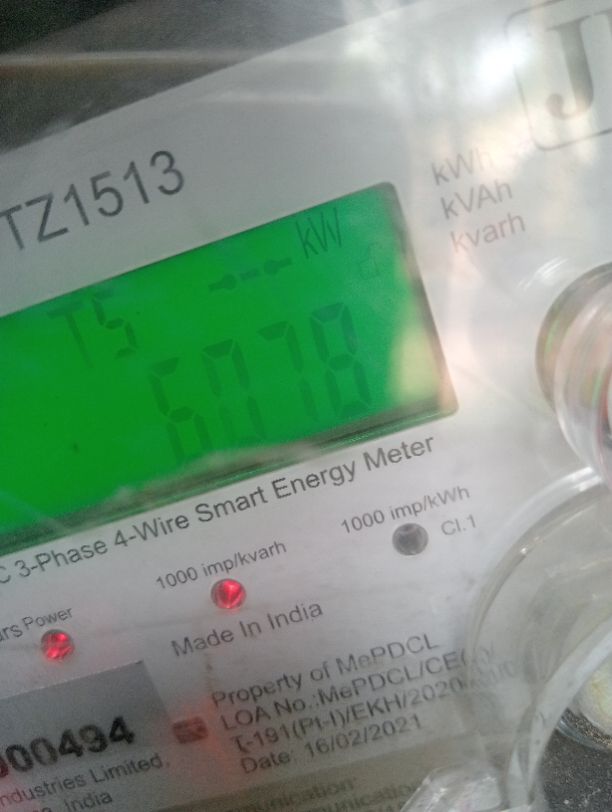 J
TZ1513
kWh
kVAh
kvarh
kW
T5
6078
C 3-Phase 4-Wire Smart Energy Meter
1000 imp/kWh
Cl.1
1000 imp/kvarh
Power
Made In India
Property of MePDCL
LOA No.:MePDCL/CE
T-191(Pt-I)/EKH/2020
Date: 16/02/2021
000494
Industries Limited,
India